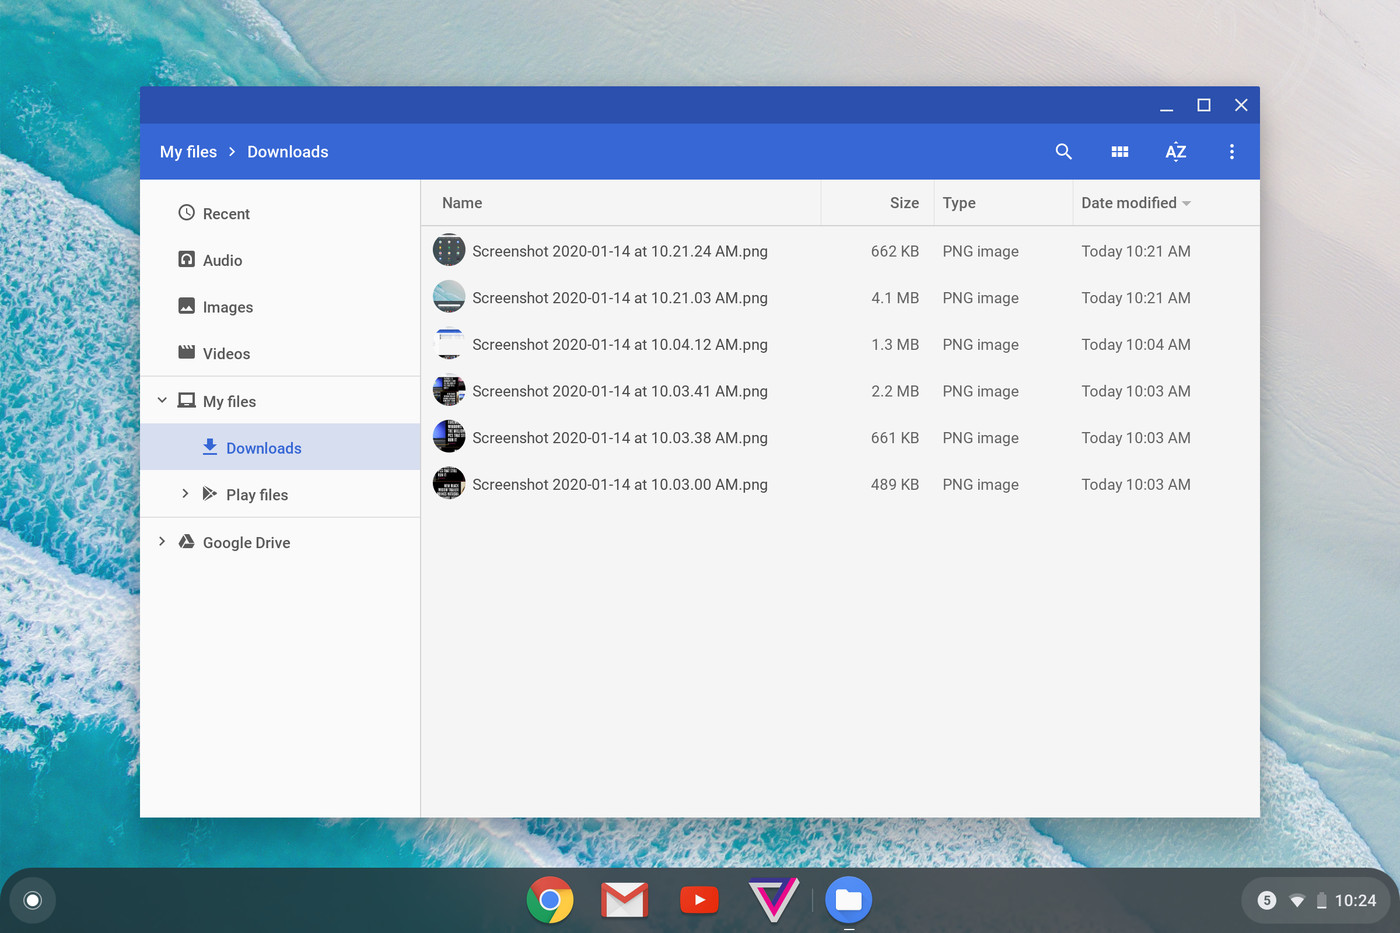 My files > Downloads
AZ
Recent
Audio
Images
Videos
My files
Downloads
Play files
Google Drive
Name Size Type Date modified
Screenshot 2020-01-14 at 10.21.24 AM.png 662 KB PNG image Today 10:21 AM
Screenshot 2020-01-14 at 10.21.03 AM.png 4.1 MB PNG image Today 10:21 AM
Screenshot 2020-01-14 at 10.04.12 AM.png 1.3 MB PNG image Today 10:04 AM
Screenshot 2020-01-14 at 10.03.41 AM.png 2.2 MB PNG image Today 10:03 AM
Screenshot 2020-01-14 at 10.03.38 AM.png 661 KB PNG image Today 10:03 AM
Screenshot 2020-01-14 at 10.03.00 AM.png 489 KB PNG image Today 10:03 AM
5 10:24